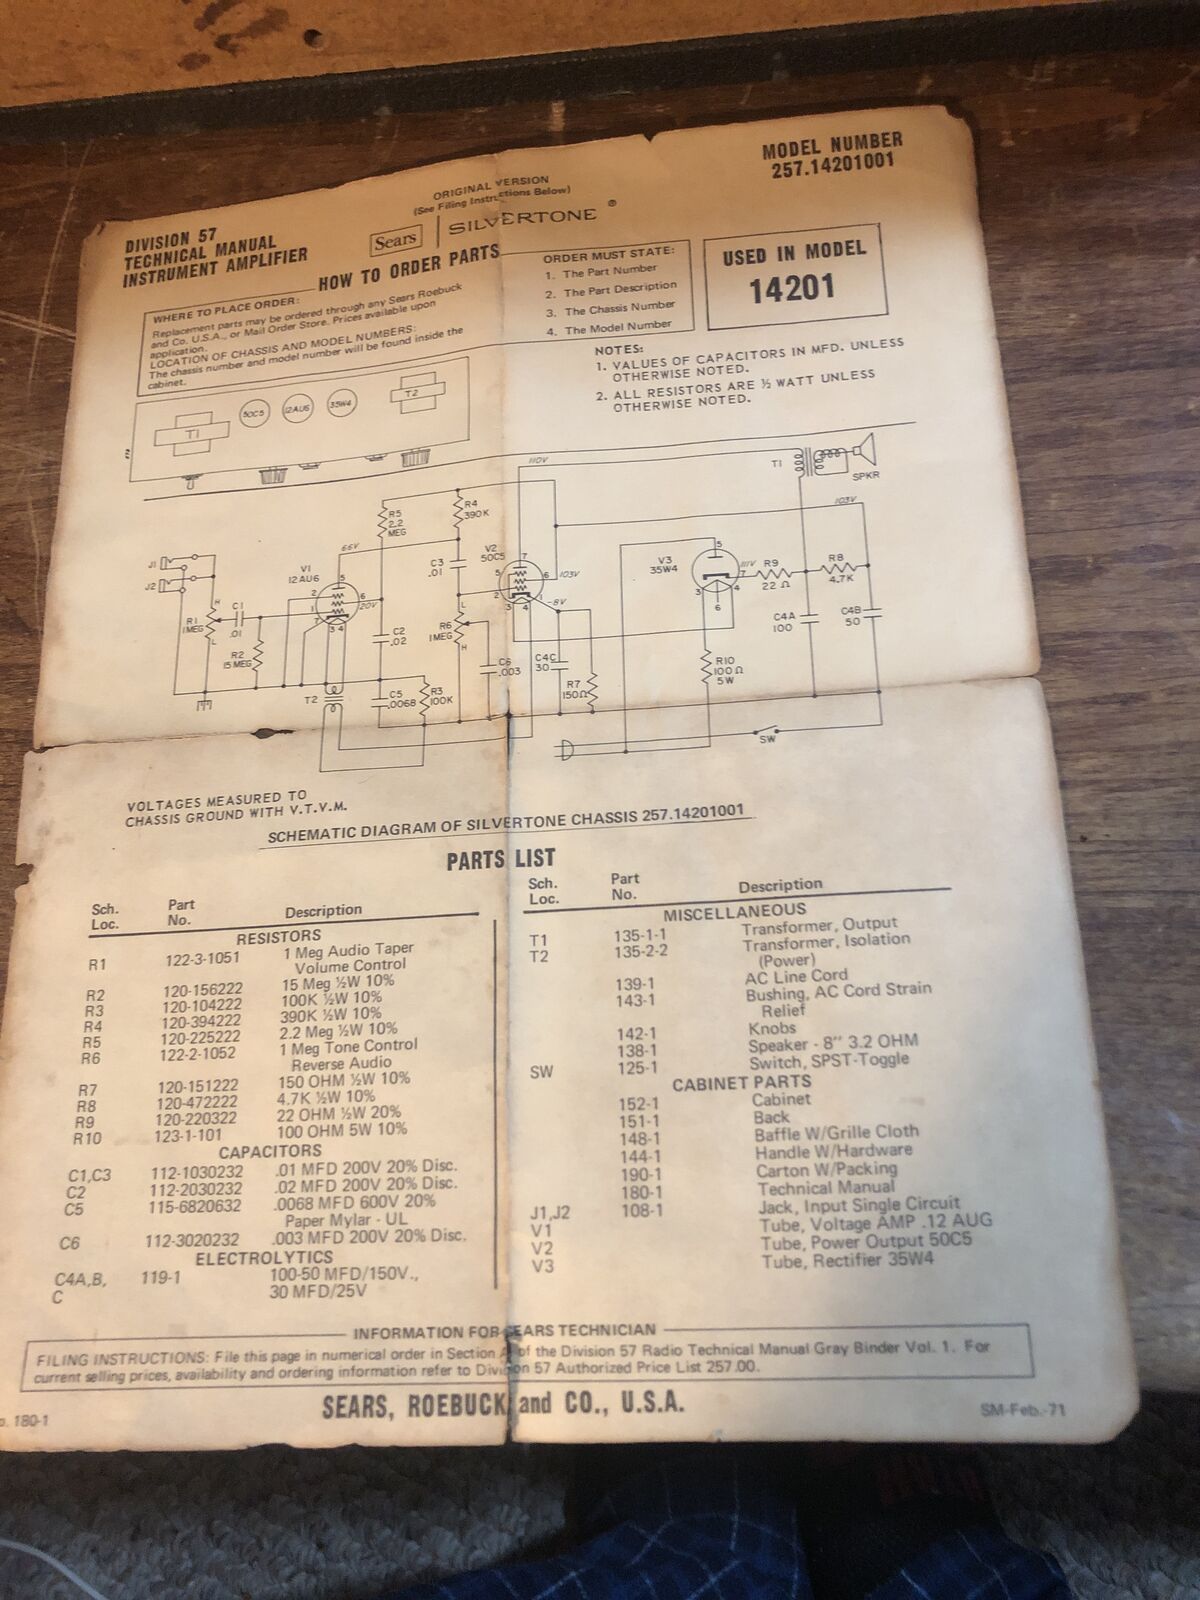 ORIGINAL VERSION
(See Filing Instructions Below)
MODEL NUMBER
257.14201001
DIVISION 57
TECHNICAL MANUAL
INSTRUMENT AMPLIFIER
Sears | SILVERTONE ®
HOW TO ORDER PARTS
WHERE TO PLACE ORDER:
Replacement parts may be ordered through any Sears Roebuck
and Co. U.S.A., or Mail Order Store. Prices available upon
application.
LOCATION OF CHASSIS AND MODEL NUMBERS:
The chassis number and model number will be found inside the
cabinet.
ORDER MUST STATE:
1. The Part Number
2. The Part Description
3. The Chassis Number
4. The Model Number
USED IN MODEL
14201
NOTES:
1. VALUES OF CAPACITORS IN MFD. UNLESS
OTHERWISE NOTED.
2. ALL RESISTORS ARE ½ WATT UNLESS
OTHERWISE NOTED.
T1
50C5
12AU6
35W4
T2
110V
T1
SPKR
103V
R5
2.2
MEG
R4
390K
66V
C3
.01
V2
50C5
7
6
5
2
3 4
1
103V
-8V
V3
35W4
5
111V
7
3
4
6
R9
22 Ω
R8
4.7K
J1
J2
V1
12AU6
5
2
1
6
7
3 4
20V
H
R1
1MEG
L
C1
.01
R2
15 MEG
C2
.02
L
R6
1MEG
H
C6
.003
C4C
30
R7
150Ω
R10
100 Ω
5W
C4A
100
C4B
50
T2
C5
.0068
R3
100K
SW
VOLTAGES MEASURED TO
CHASSIS GROUND WITH V.T.V.M.
SCHEMATIC DIAGRAM OF SILVERTONE CHASSIS 257.14201001
PARTS LIST
Sch. Loc. Part No. Description
RESISTORS
R1 122-3-1051 1 Meg Audio Taper
Volume Control
R2 120-156222 15 Meg ½W 10%
R3 120-104222 100K ½W 10%
R4 120-394222 390K ½W 10%
R5 120-225222 2.2 Meg ½W 10%
R6 122-2-1052 1 Meg Tone Control
Reverse Audio
R7 120-151222 150 OHM ½W 10%
R8 120-472222 4.7K ½W 10%
R9 120-220322 22 OHM ½W 20%
R10 123-1-101 100 OHM 5W 10%
CAPACITORS
C1,C3 112-1030232 .01 MFD 200V 20% Disc.
C2 112-2030232 .02 MFD 200V 20% Disc.
C5 115-6820632 .0068 MFD 600V 20%
Paper Mylar - UL
C6 112-3020232 .003 MFD 200V 20% Disc.
ELECTROLYTICS
C4A,B, 119-1 100-50 MFD/150V.,
C 30 MFD/25V
Sch. Loc. Part No. Description
MISCELLANEOUS
T1 135-1-1 Transformer, Output
T2 135-2-2 Transformer, Isolation
(Power)
139-1 AC Line Cord
143-1 Bushing, AC Cord Strain
Relief
142-1 Knobs
138-1 Speaker - 8" 3.2 OHM
SW 125-1 Switch, SPST-Toggle
CABINET PARTS
152-1 Cabinet
151-1 Back
148-1 Baffle W/Grille Cloth
144-1 Handle W/Hardware
190-1 Carton W/Packing
180-1 Technical Manual
J1,J2 108-1 Jack, Input Single Circuit
V1 Tube, Voltage AMP .12 AUG
V2 Tube, Power Output 50C5
V3 Tube, Rectifier 35W4
INFORMATION FOR SEARS TECHNICIAN
FILING INSTRUCTIONS: File this page in numerical order in Section of the Division 57 Radio Technical Manual Gray Binder Vol. 1. For
current selling prices, availability and ordering information refer to Division 57 Authorized Price List 257.00.
SEARS, ROEBUCK and CO., U.S.A.
180-1
SM-Feb.-71